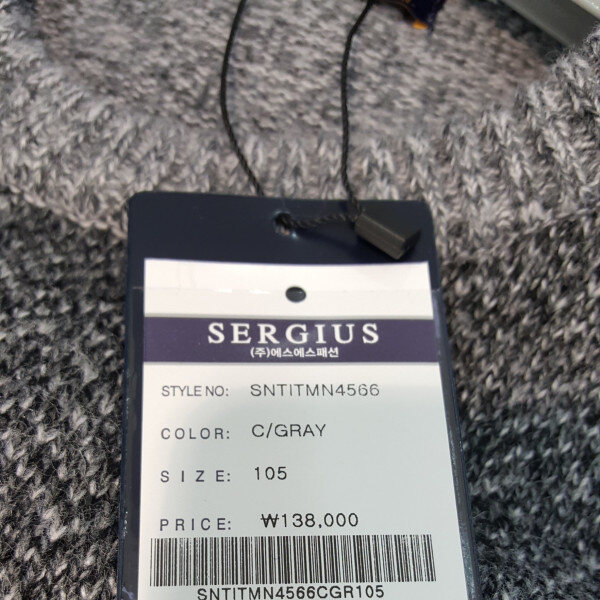 SERGIUS
(주)에스에스패션
STYLE NO: SNTITMN4566
COLOR: C/GRAY
SIZE: 105
PRICE: ₩138,000
SNTITMN4566CGR105